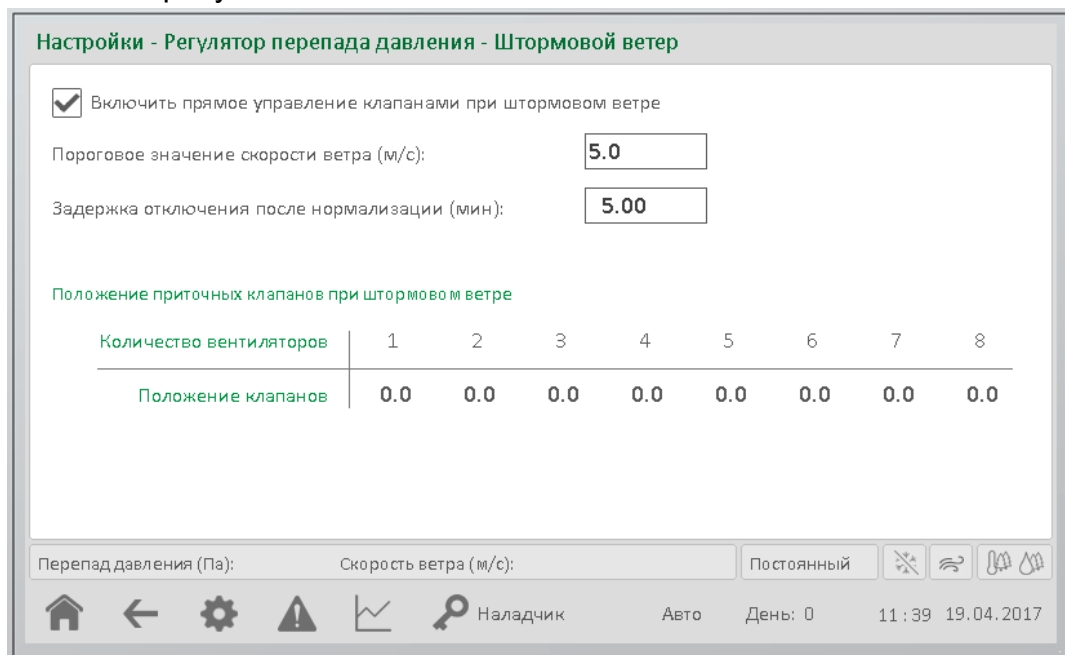 Настройки - Регулятор перепада давления - Штормовой ветер
Включить прямое управление клапанами при штормовом ветре
Пороговое значение скорости ветра (м/с): 5.0
Задержка отключения после нормализации (мин): 5.00
Положение приточных клапанов при штормовом ветре
Количество вентиляторов 1 2 3 4 5 6 7 8
Положение клапанов 0.0 0.0 0.0 0.0 0.0 0.0 0.0 0.0
Перепад давления (Па): Скорость ветра (м/с): Постоянный
Наладчик Авто День: 0 11:39 19.04.2017